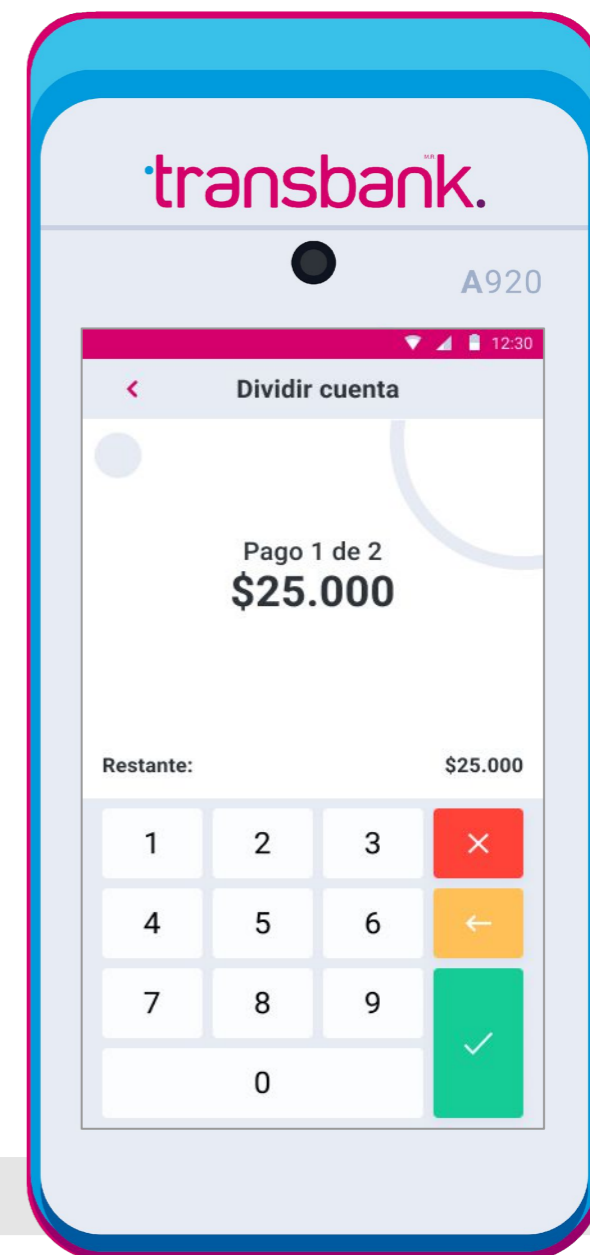 transbank.
A920
12:30
Dividir cuenta
Pago 1 de 2
$25.000
Restante: $25.000
1 2 3
4 5 6
7 8 9
0